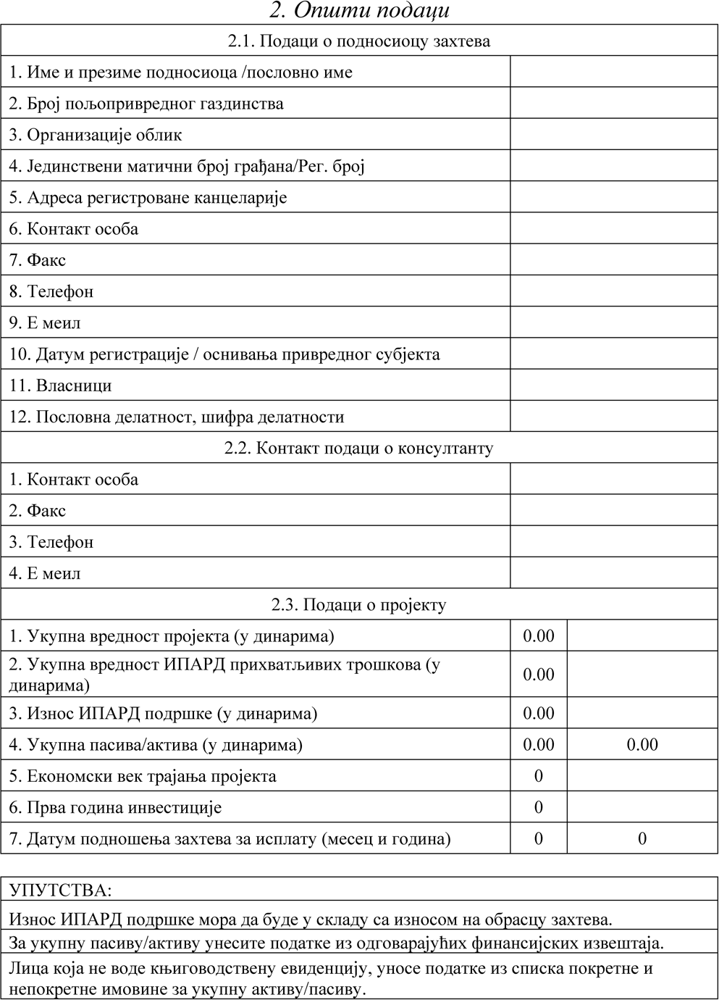 2. Општи подаци
2.1. Подаци о подносиоцу захтева
1. Име и презиме подносиоца /пословно име
2. Број пољопривредног газдинства
3. Организације облик
4. Јединствени матични број грађана/Рег. број
5. Адреса регистроване канцеларије
6. Контакт особа
7. Факс
8. Телефон
9. Е меил
10. Датум регистрације / оснивања привредног субјекта
11. Власници
12. Пословна делатност, шифра делатности
2.2. Контакт подаци о консултанту
1. Контакт особа
2. Факс
3. Телефон
4. Е меил
2.3. Подаци о пројекту
1. Укупна вредност пројекта (у динарима) 0.00
2. Укупна вредност ИПАРД прихватљивих трошкова (у
динарима) 0.00
3. Износ ИПАРД подршке (у динарима) 0.00
4. Укупна пасива/актива (у динарима) 0.00 0.00
5. Економски век трајања пројекта 0
6. Прва година инвестиције 0
7. Датум подношења захтева за исплату (месец и година) 0 0
УПУТСТВА:
Износ ИПАРД подршке мора да буде у складу са износом на обрасцу захтева.
За укупну пасиву/активу унесите податке из одговарајућих финансијских извештаја.
Лица која не воде књиговодствену евиденцију, уносе податке из списка покретне и
непокретне имовине за укупну активу/пасиву.